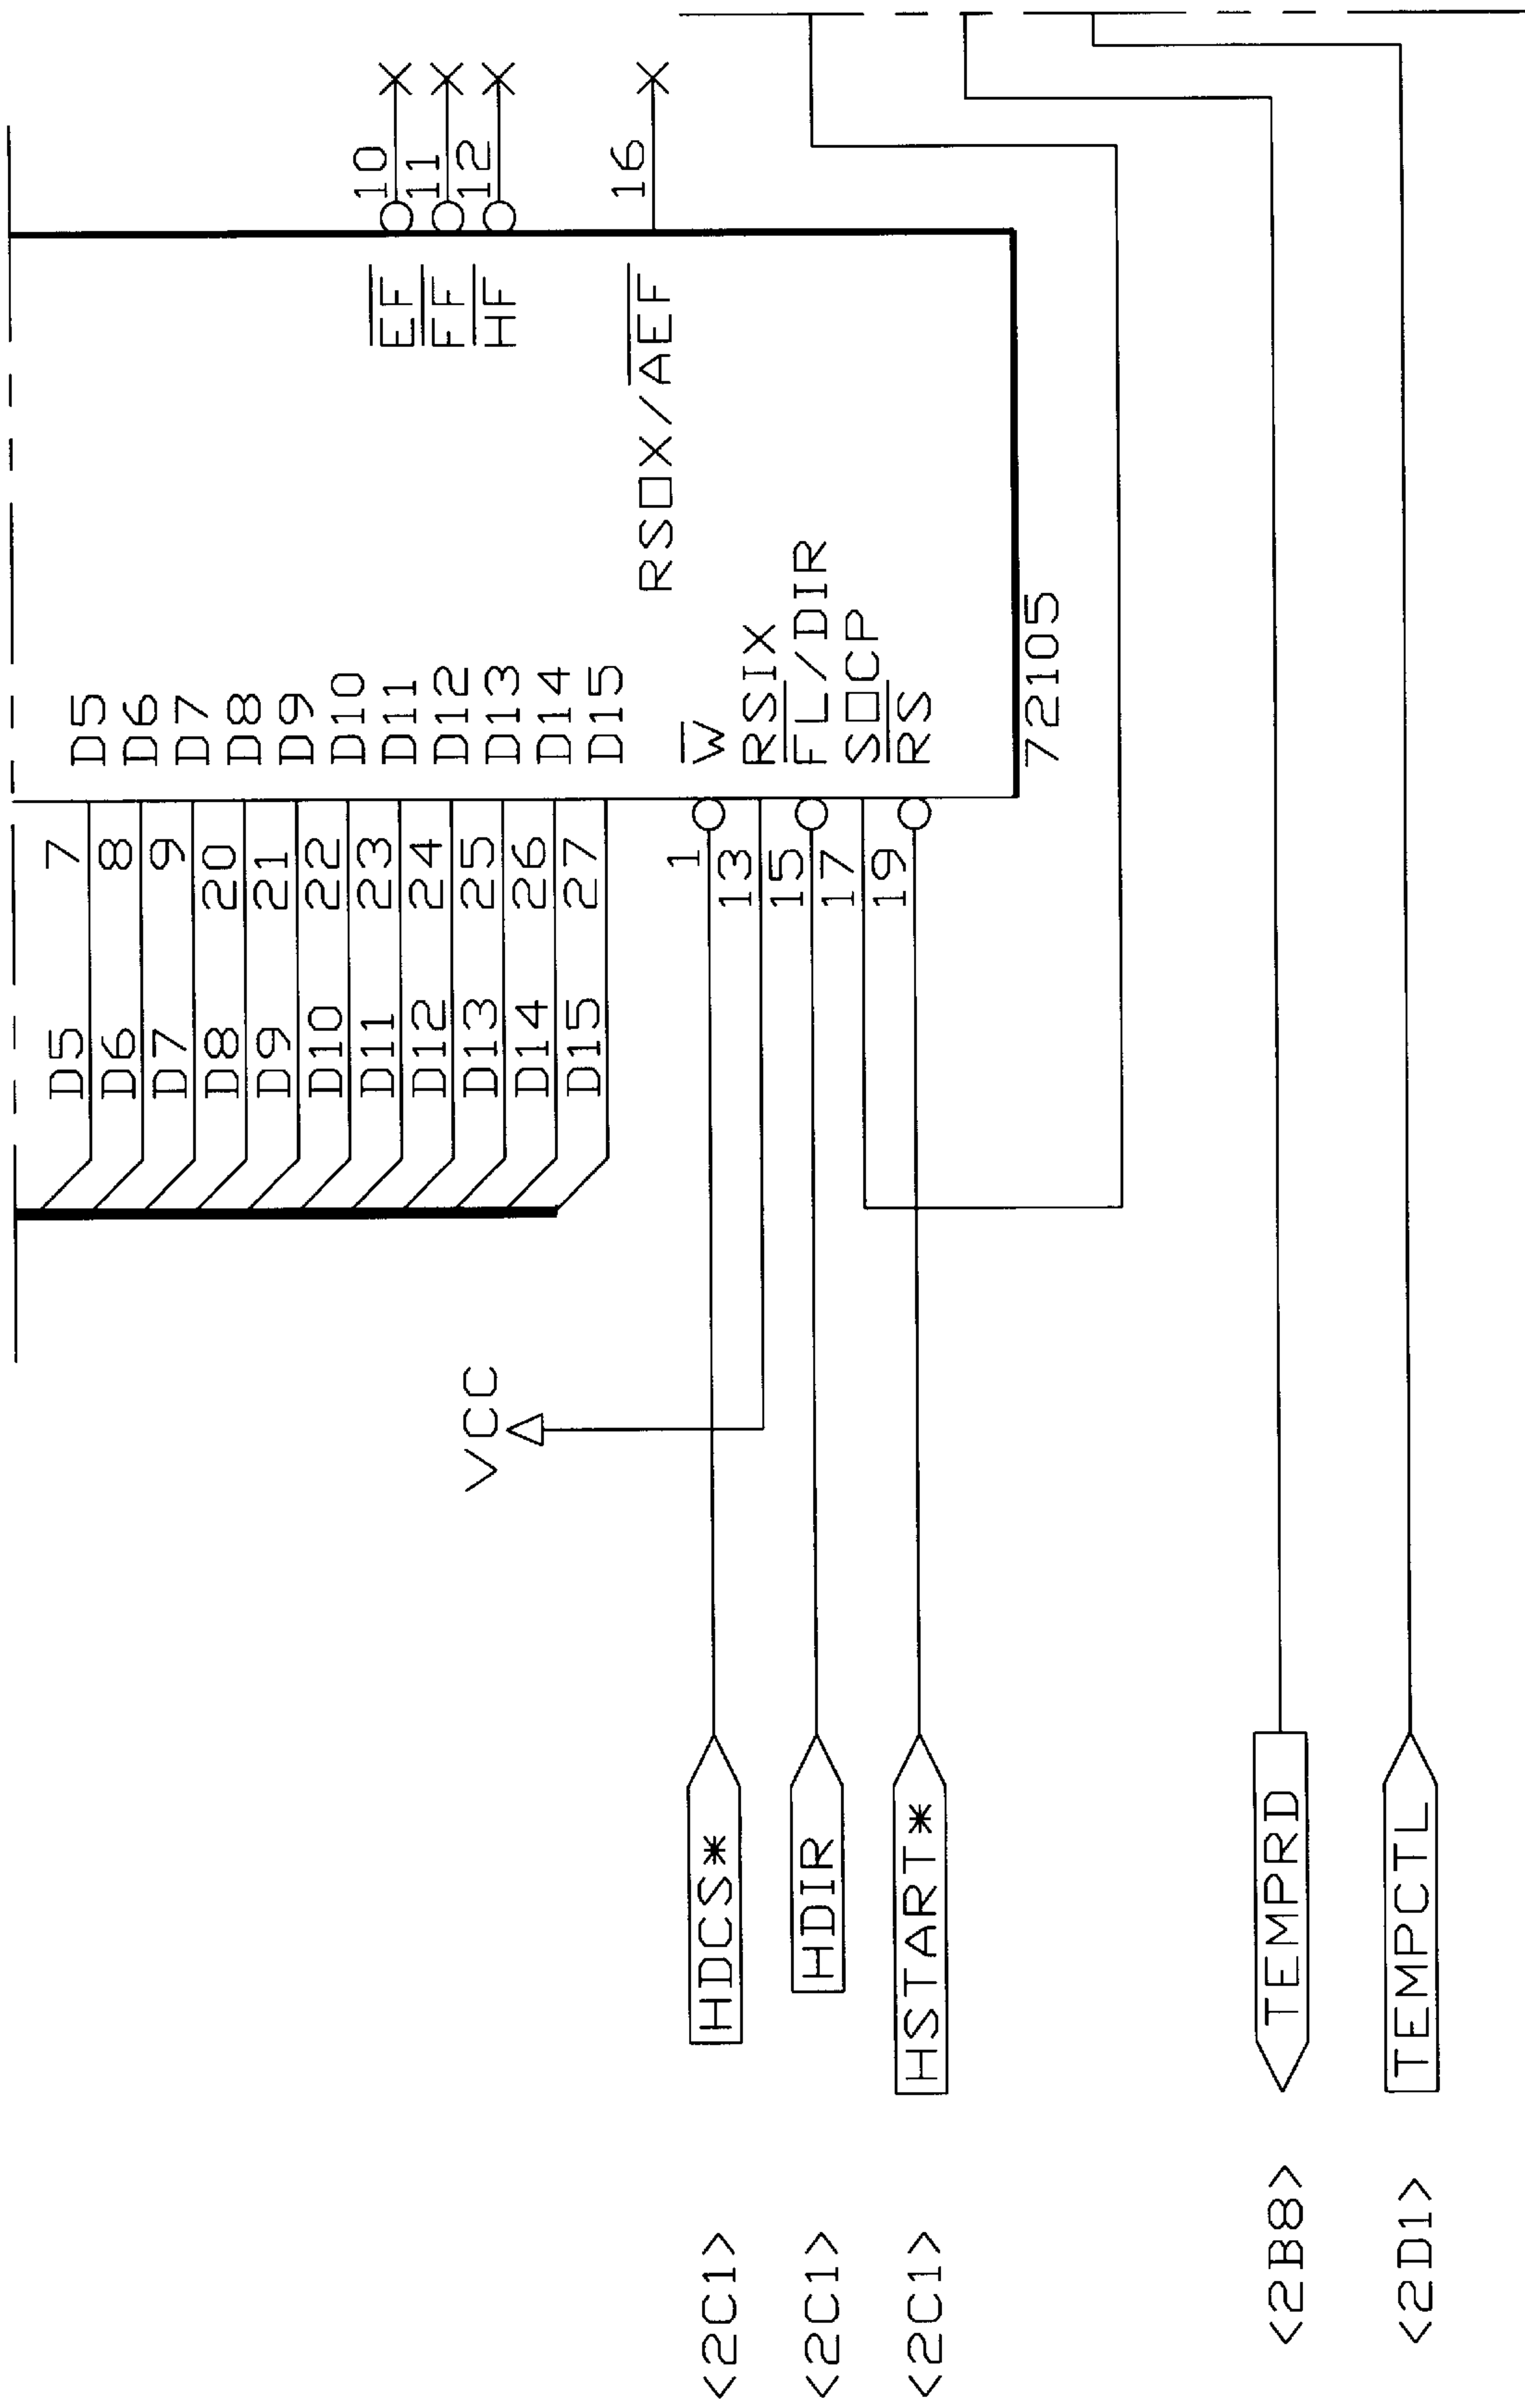 D5 7 D5
D6 8 D6
D7 9 D7
D8 20 D8
D9 21 D9
D10 22 D10
D11 23 D11
D12 24 D12
D13 25 D13
D14 26 D14
D15 27 D15
EF 10
FF 11
HF 12
RSOX/AEF 16
VCC
<2C1> HDCS* 1 W
13 RSIX
<2C1> HDIR 15 FL/DIR
17 SOCP
<2C1> HSTART* 19 RS
72105
<2B8> TEMPRD
<2D1> TEMPCTL